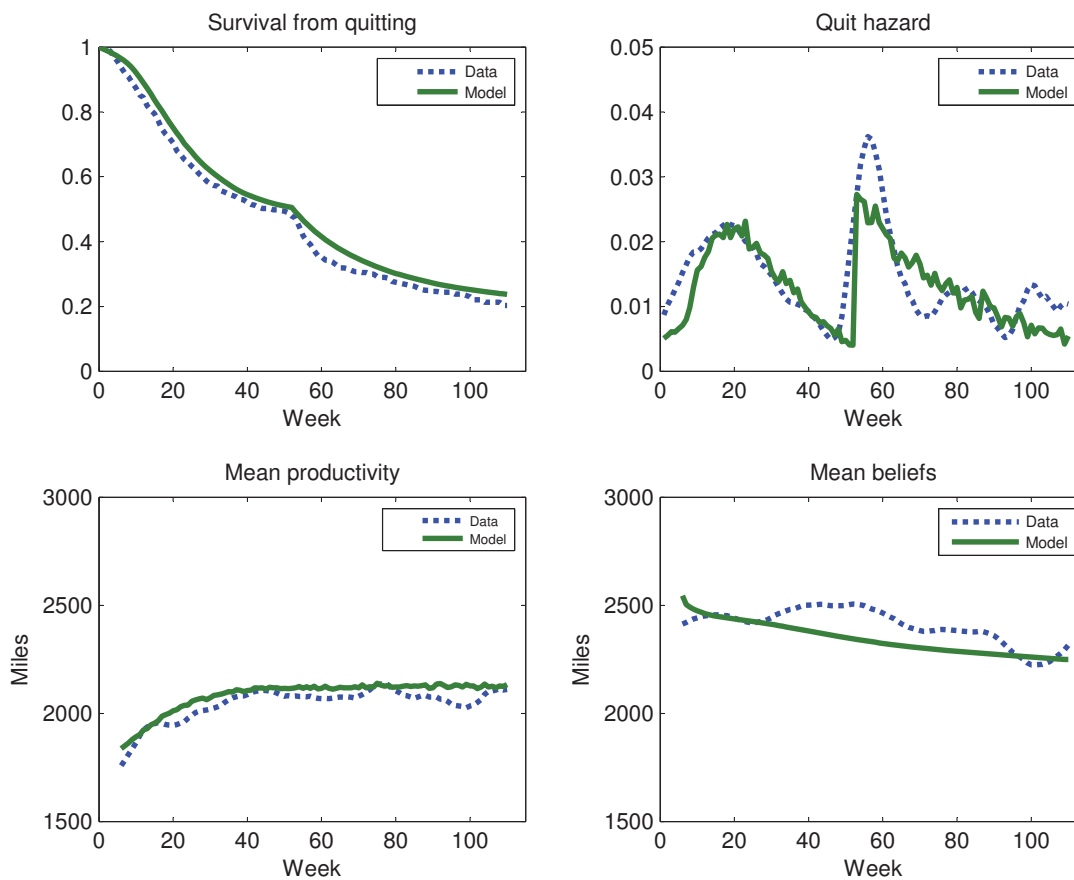 Survival from quitting
1
0.8
0.6
0.4
0.2
0
0 20 40 60 80 100
Week
Data
Model
Quit hazard
0.05
0.04
0.03
0.02
0.01
0
0 20 40 60 80 100
Week
Data
Model
Mean productivity
3000
2500
2000
1500
Miles
0 20 40 60 80 100
Week
Data
Model
Mean beliefs
3000
2500
2000
1500
Miles
0 20 40 60 80 100
Week
Data
Model